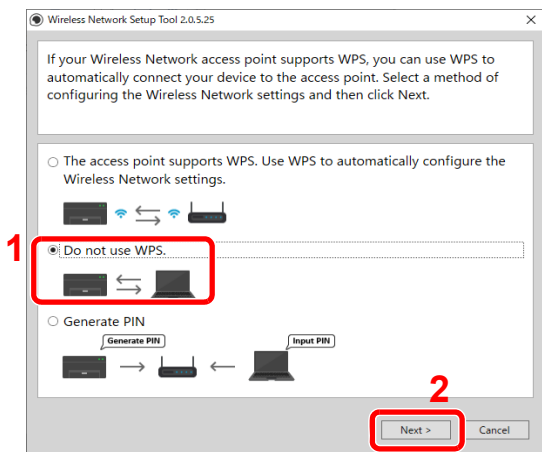 Wireless Network Setup Tool 2.0.5.25
If your Wireless Network access point supports WPS, you can use WPS to
automatically connect your device to the access point. Select a method of
configuring the Wireless Network settings and then click Next.
The access point supports WPS. Use WPS to automatically configure the
Wireless Network settings.
1
Do not use WPS.
Generate PIN
Generate PIN
Input PIN
2
Next >
Cancel